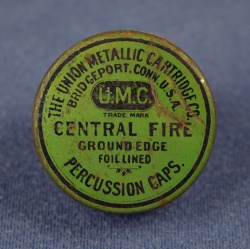 THE UNION METALLIC CARTRIDGE CO.
BRIDGEPORT, CONN. U.S.A.
U.M.C.
TRADE MARK
CENTRAL FIRE
GROUND EDGE
FOIL LINED
PERCUSSION CAPS.